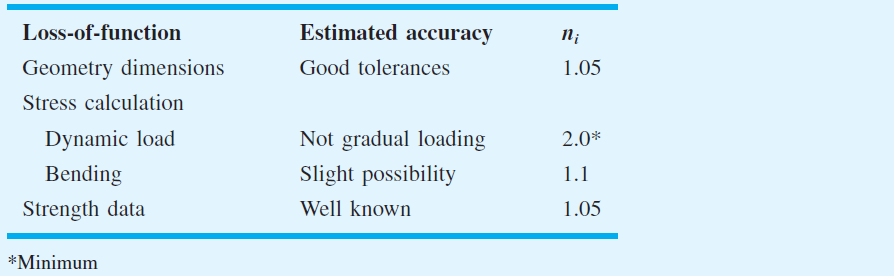 Loss-of-function Estimated accuracy nᵢ
Geometry dimensions Good tolerances 1.05
Stress calculation
Dynamic load Not gradual loading 2.0*
Bending Slight possibility 1.1
Strength data Well known 1.05
*Minimum